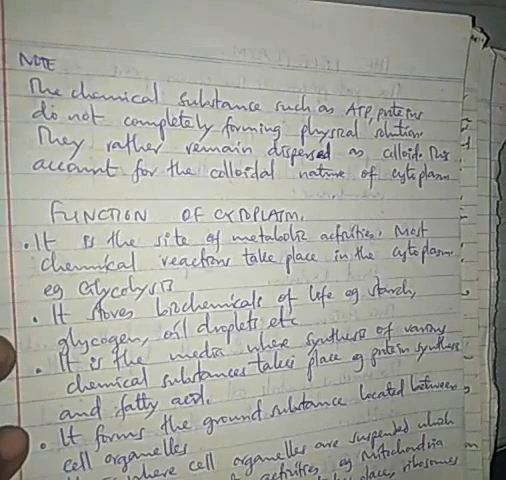 NOTE
The chemical substance such as ATP, proteins
do not completely forming physical solution
They rather remain dispersed as colloid. This
account for the colloidal nature of cytoplasm
FUNCTION OF CYTOPLASM.
• It is the site of metabolic activities. Most
chemical reactions take place in the cytoplasm
eg Glycolysis
• It stores biochemicals of life eg starch,
glycogen, oil droplets etc
• It is the media where synthesis of various
chemical substances takes place eg protein synthesis
and fatty acid.
• It forms the ground substance located between
cell organelles
where cell organelles are suspended which
activities eg Mitochondria
place, ribosomes